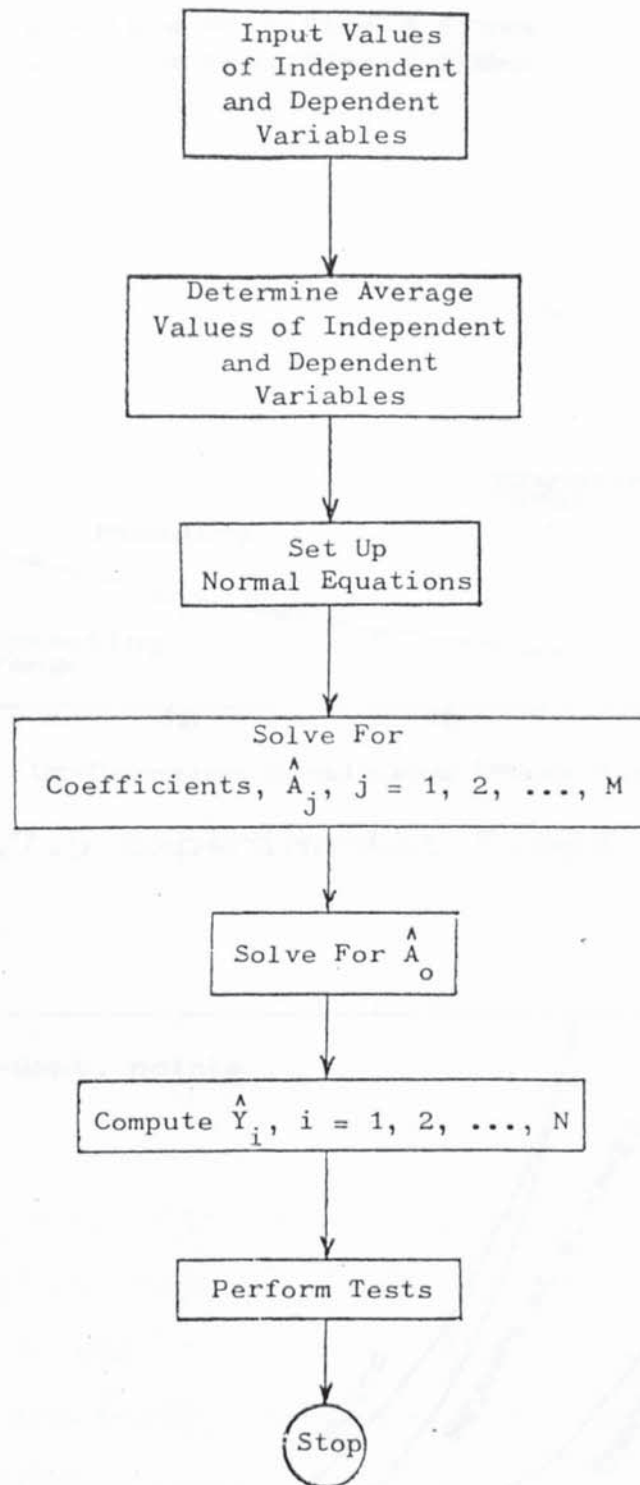 Input Values
of Independent
and Dependent
Variables
Determine Average
Values of Independent
and Dependent
Variables
Set Up
Normal Equations
Solve For
Coefficients, Â_j, j = 1, 2, ..., M
Solve For Â_o
Compute Ŷ_i, i = 1, 2, ..., N
Perform Tests
Stop